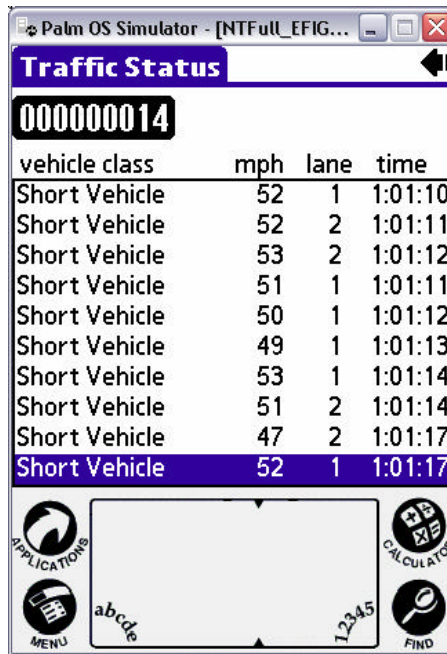 Palm OS Simulator - [NTFull_EFIG...
Traffic Status
000000014
vehicle class mph lane time
Short Vehicle 52 1 1:01:10
Short Vehicle 52 2 1:01:11
Short Vehicle 53 2 1:01:12
Short Vehicle 51 1 1:01:11
Short Vehicle 50 1 1:01:12
Short Vehicle 49 1 1:01:13
Short Vehicle 53 1 1:01:14
Short Vehicle 51 2 1:01:14
Short Vehicle 47 2 1:01:17
Short Vehicle 52 1 1:01:17
APPLICATIONS
CALCULATOR
MENU
abcde
12345
FIND